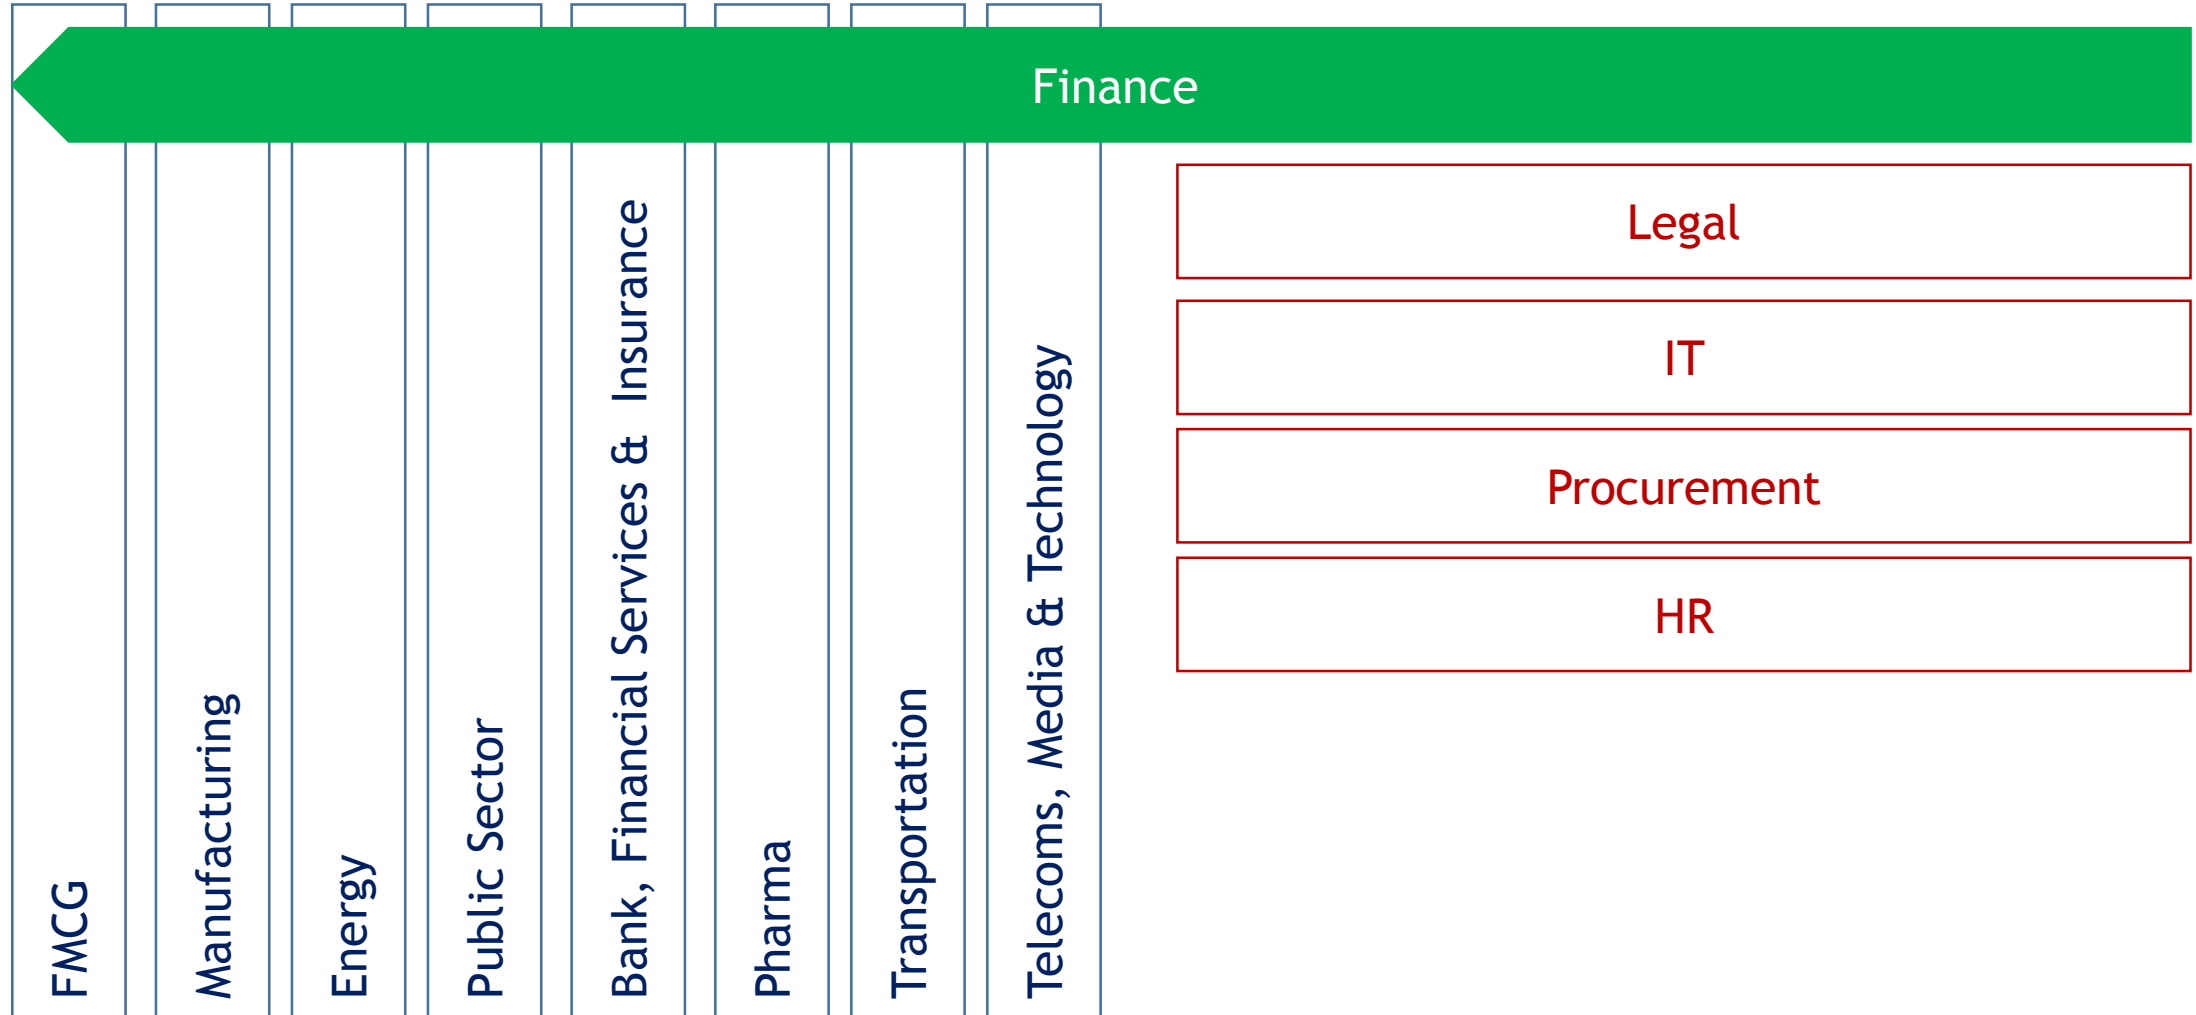 Finance
Legal
IT
Procurement
HR
FMCG
Manufacturing
Energy
Public Sector
Bank, Financial Services & Insurance
Pharma
Transportation
Telecoms, Media & Technology